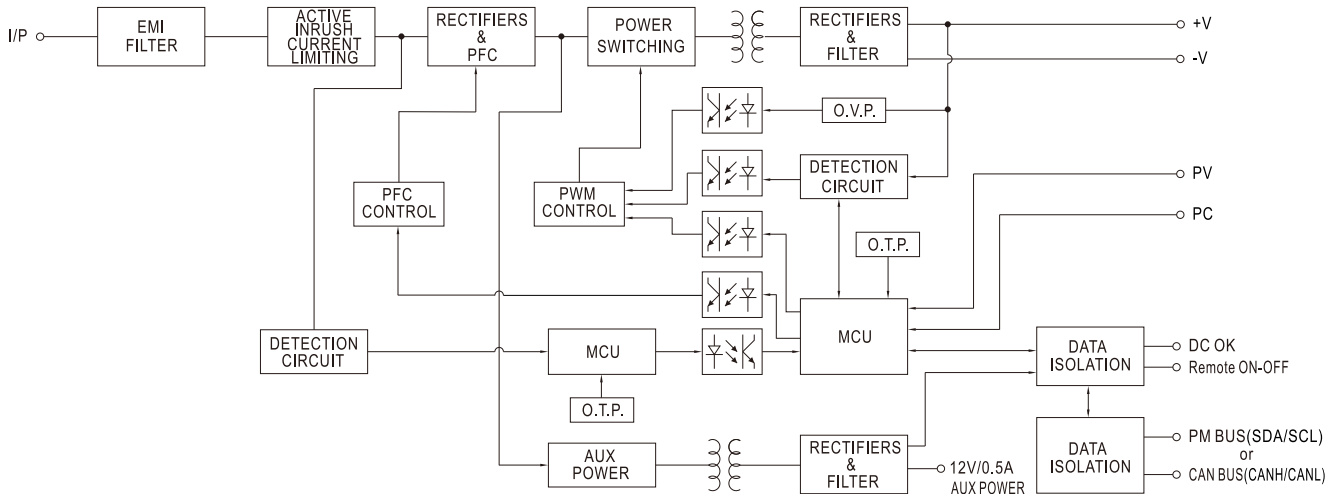 I/P
EMI
FILTER
ACTIVE
INRUSH
CURRENT
LIMITING
RECTIFIERS
&
PFC
POWER
SWITCHING
RECTIFIERS
&
FILTER
+V
-V
O.V.P.
DETECTION
CIRCUIT
PFC
CONTROL
PWM
CONTROL
PV
PC
O.T.P.
MCU
DETECTION
CIRCUIT
MCU
O.T.P.
DATA
ISOLATION
DC OK
Remote ON-OFF
AUX
POWER
RECTIFIERS
&
FILTER
12V/0.5A
AUX POWER
DATA
ISOLATION
PM BUS(SDA/SCL)
or
CAN BUS(CANH/CANL)